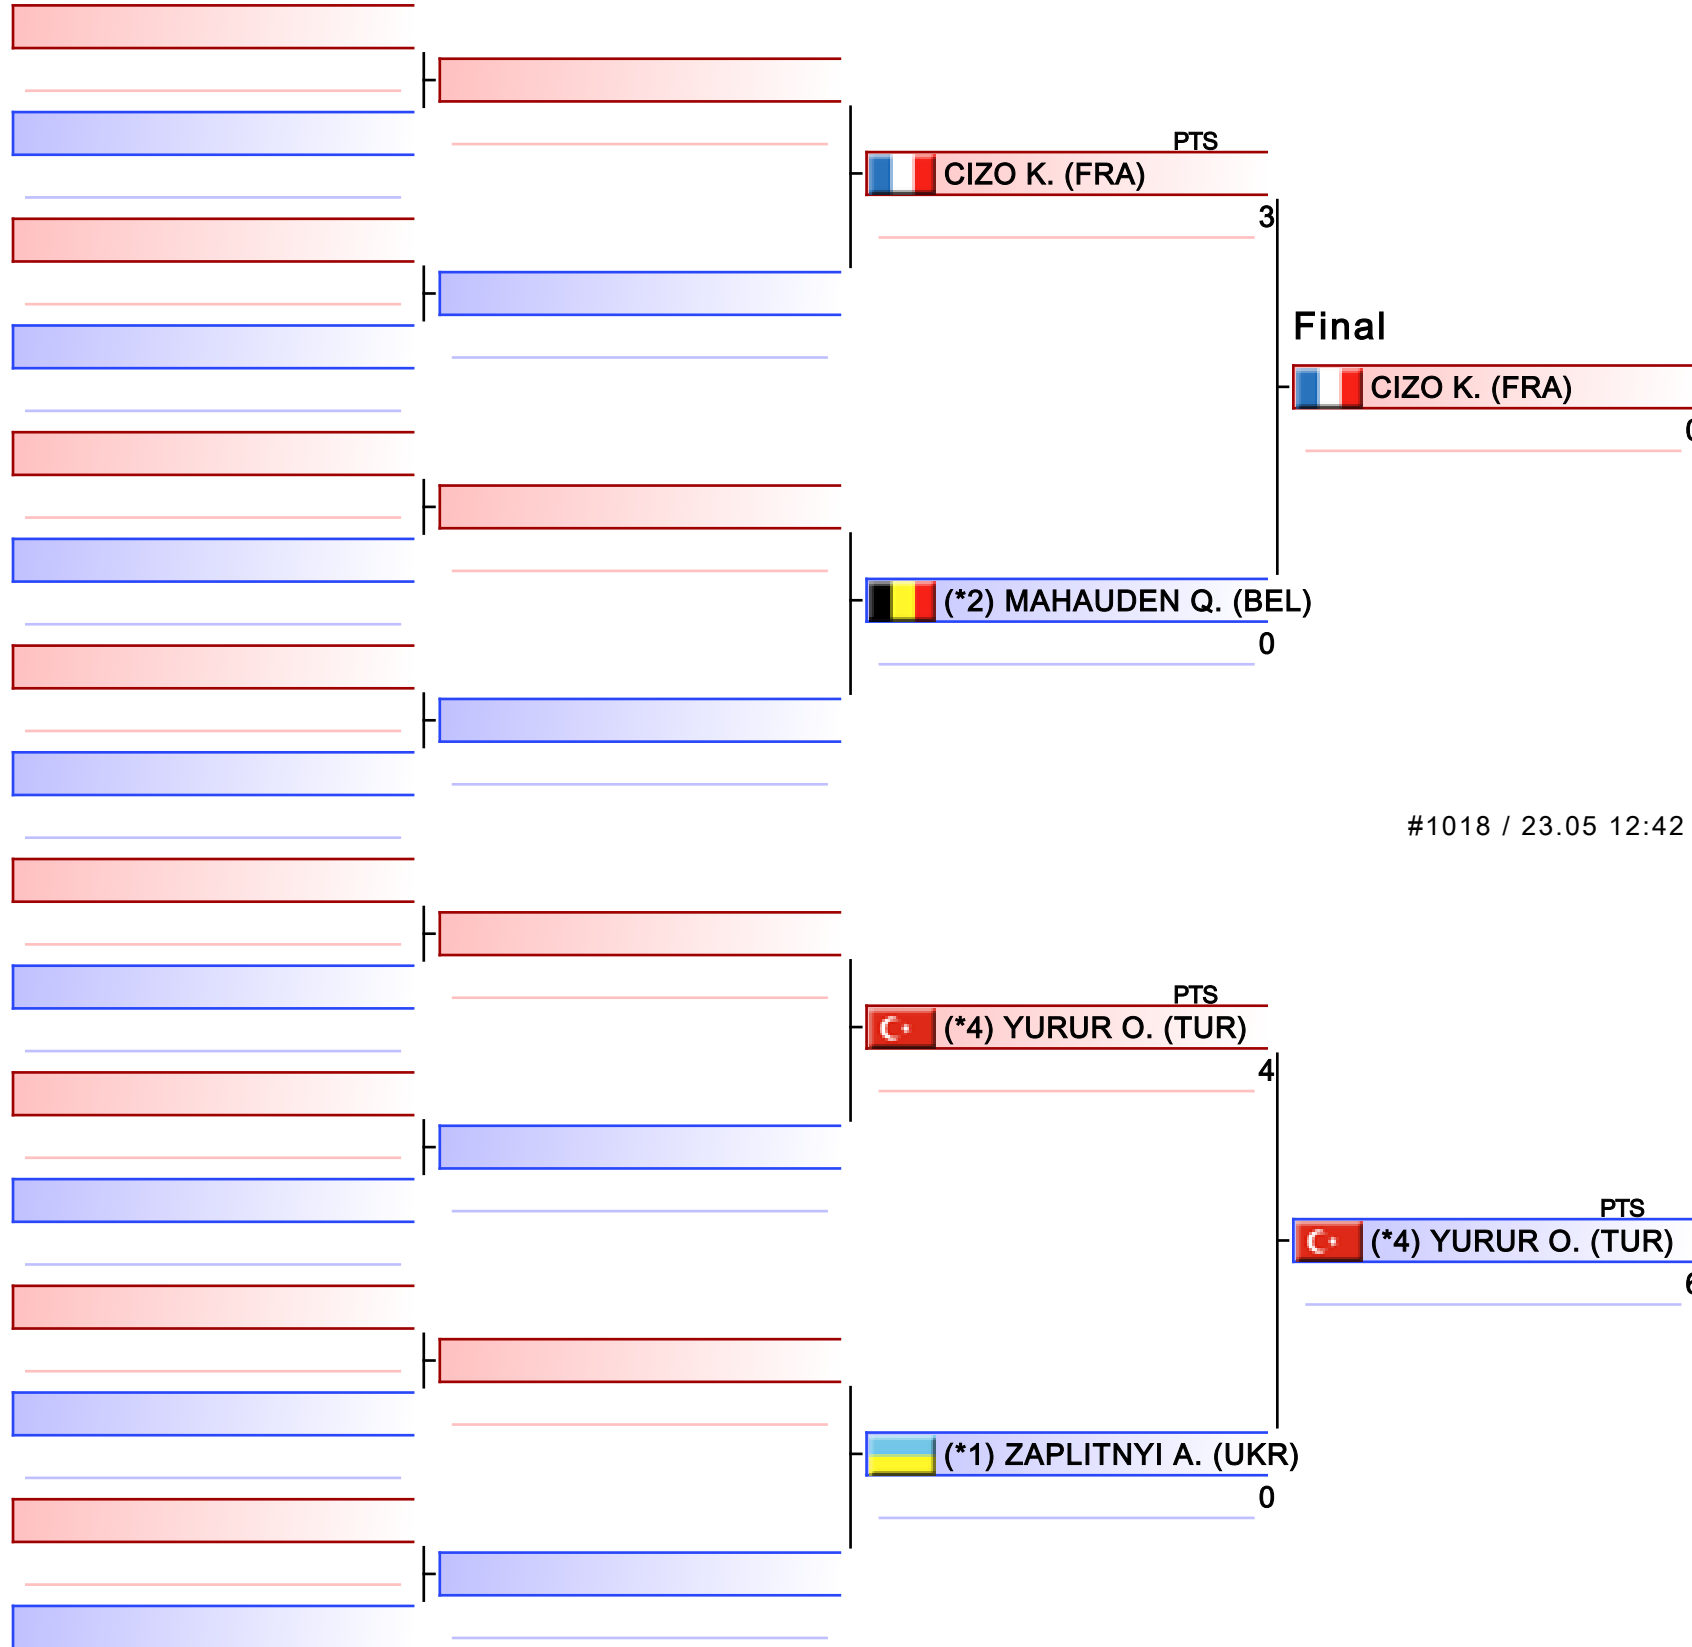 PTS
CIZO K. (FRA)
3
Final
CIZO K. (FRA)
(*2) MAHAUDEN Q. (BEL)
0
#1018 / 23.05 12:42
PTS
(*4) YURUR O. (TUR)
4
PTS
(*4) YURUR O. (TUR)
(*1) ZAPLITNYI A. (UKR)
0